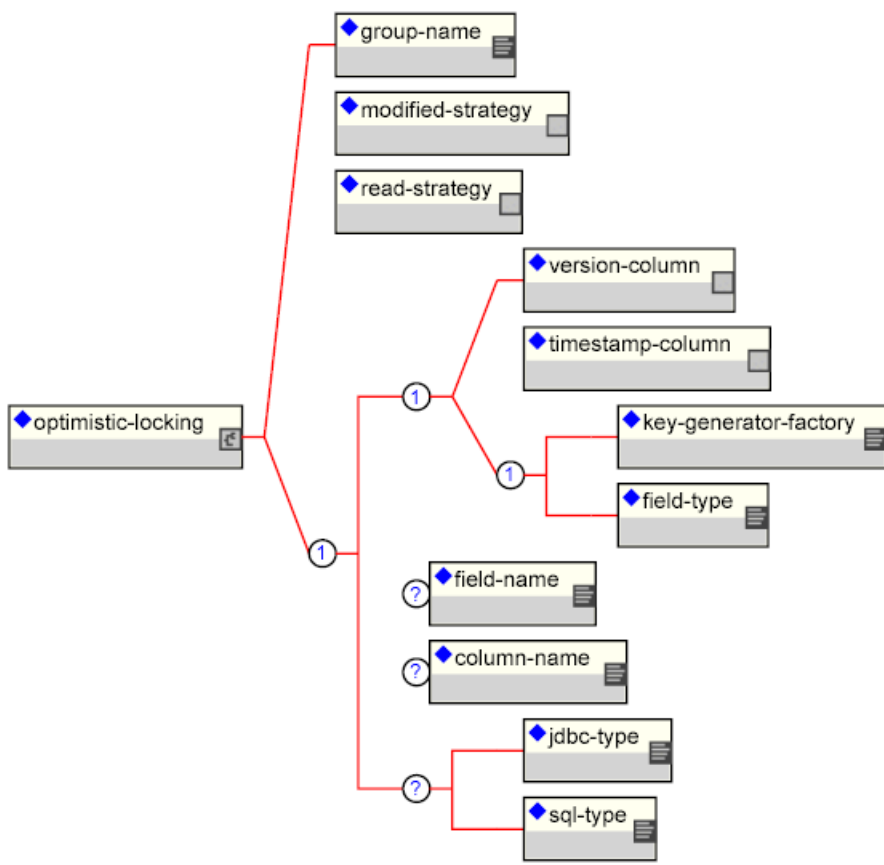 group-name
modified-strategy
read-strategy
version-column
timestamp-column
1
optimistic-locking
key-generator-factory
1
field-type
1
field-name
?
column-name
?
jdbc-type
?
sql-type